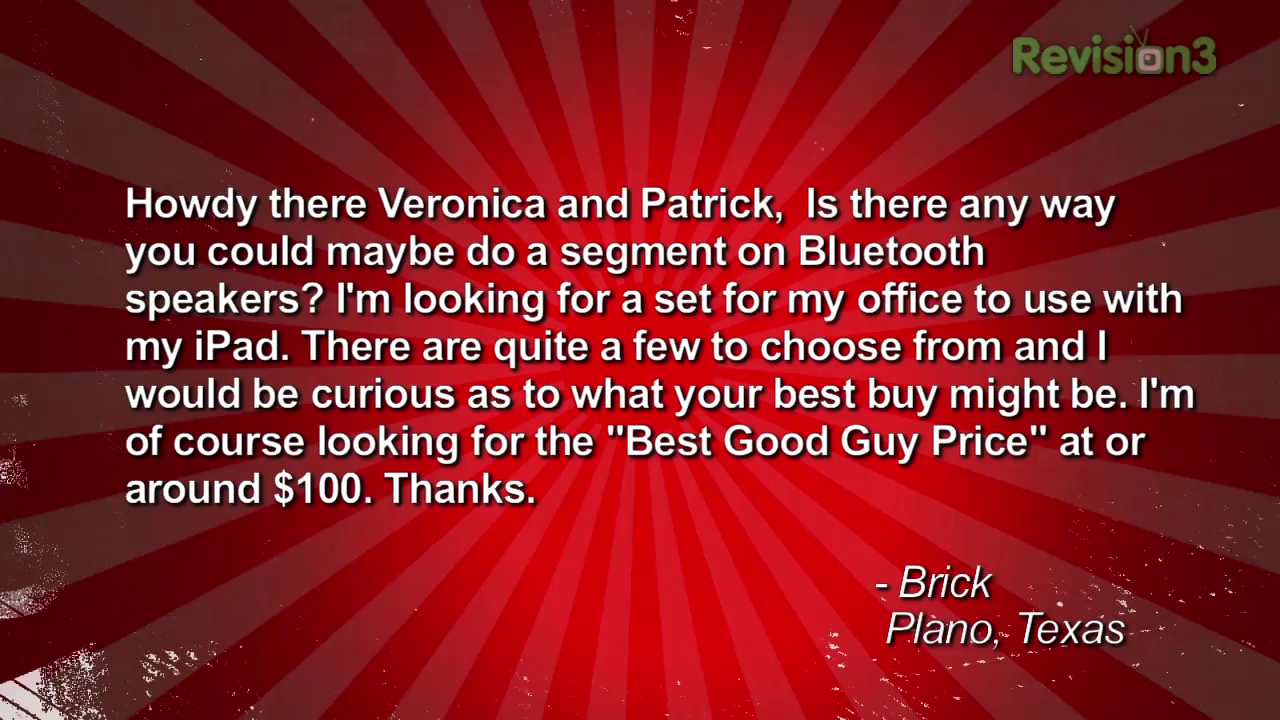 Revision3
Howdy there Veronica and Patrick,  Is there any way
you could maybe do a segment on Bluetooth
speakers? I'm looking for a set for my office to use with
my iPad. There are quite a few to choose from and I
would be curious as to what your best buy might be. I'm
of course looking for the "Best Good Guy Price" at or
around $100. Thanks.
- Brick
Plano, Texas